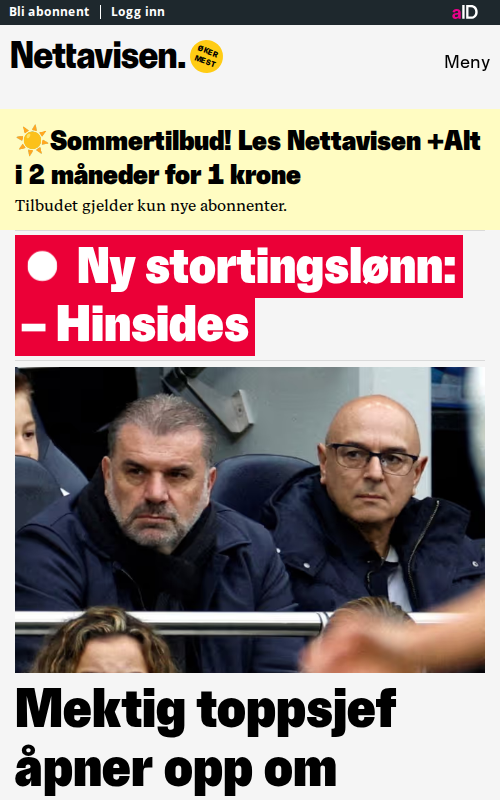 Bli abonnent | Logg inn
aID
Nettavisen.
ØKER
MEST
Meny
☀️Sommertilbud! Les Nettavisen +Alt
i 2 måneder for 1 krone
Tilbudet gjelder kun nye abonnenter.
Ny stortingslønn:
– Hinsides
Mektig toppsjef
åpner opp om